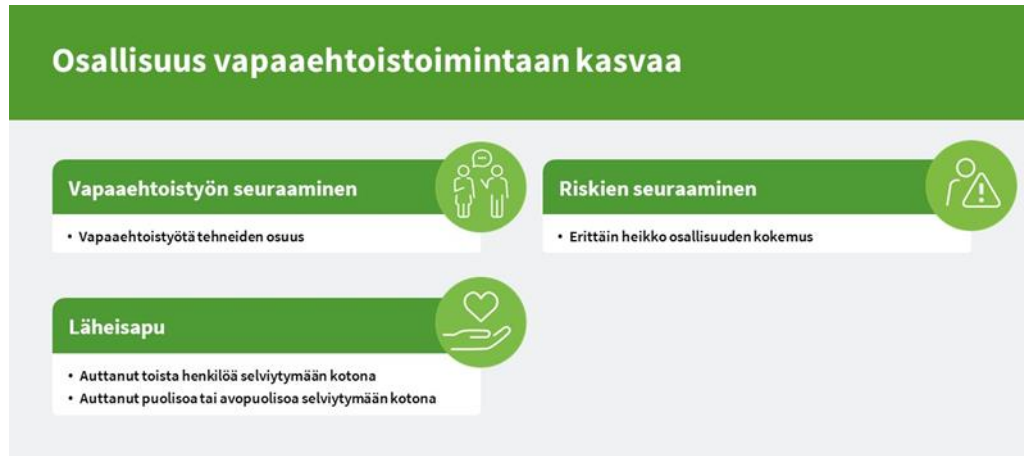 Osallisuus vapaaehtoistoimintaan kasvaa
Vapaaehtoistyön seuraaminen
• Vapaaehtoistyötä tehneiden osuus
Riskien seuraaminen
• Erittäin heikko osallisuuden kokemus
Läheisapu
• Auttanut toista henkilöä selviytymään kotona
• Auttanut puolisoa tai avopuolisoa selviytymään kotona